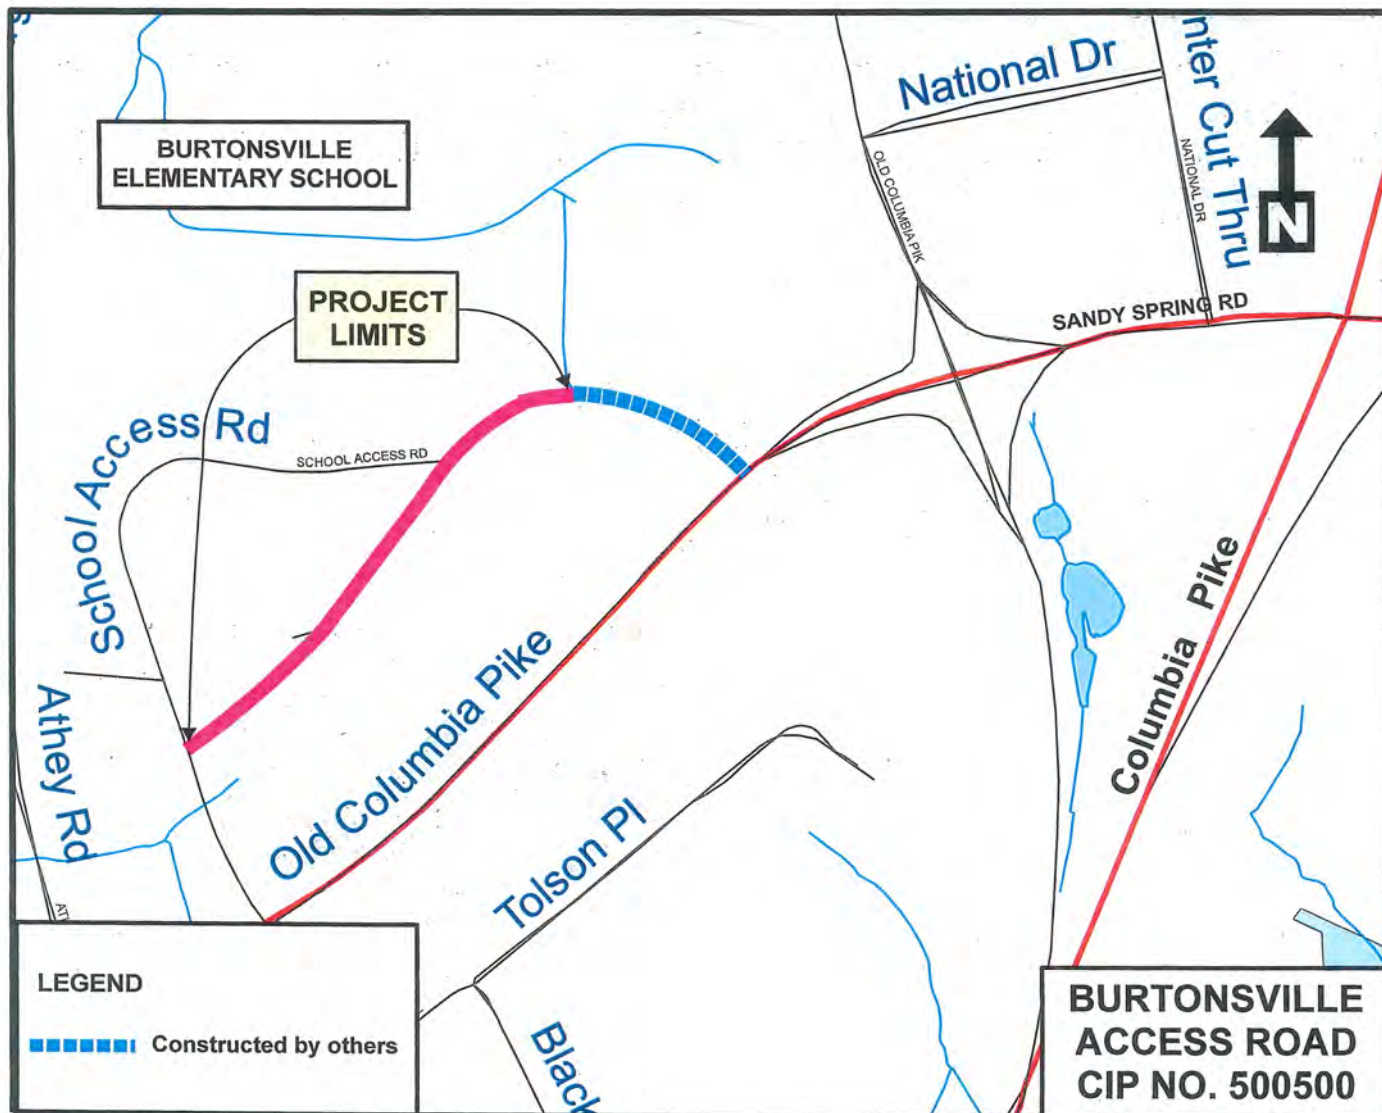 National Dr
nter Cut Thru
BURTONSVILLE
ELEMENTARY SCHOOL
OLD COLUMBIA PIK
NATIONAL DR
N
PROJECT
LIMITS
SANDY SPRING RD
School Access Rd
SCHOOL ACCESS RD
Columbia Pike
Old Columbia Pike
Athey Rd
Tolson Pl
LEGEND
Constructed by others
Black
BURTONSVILLE
ACCESS ROAD
CIP NO. 500500